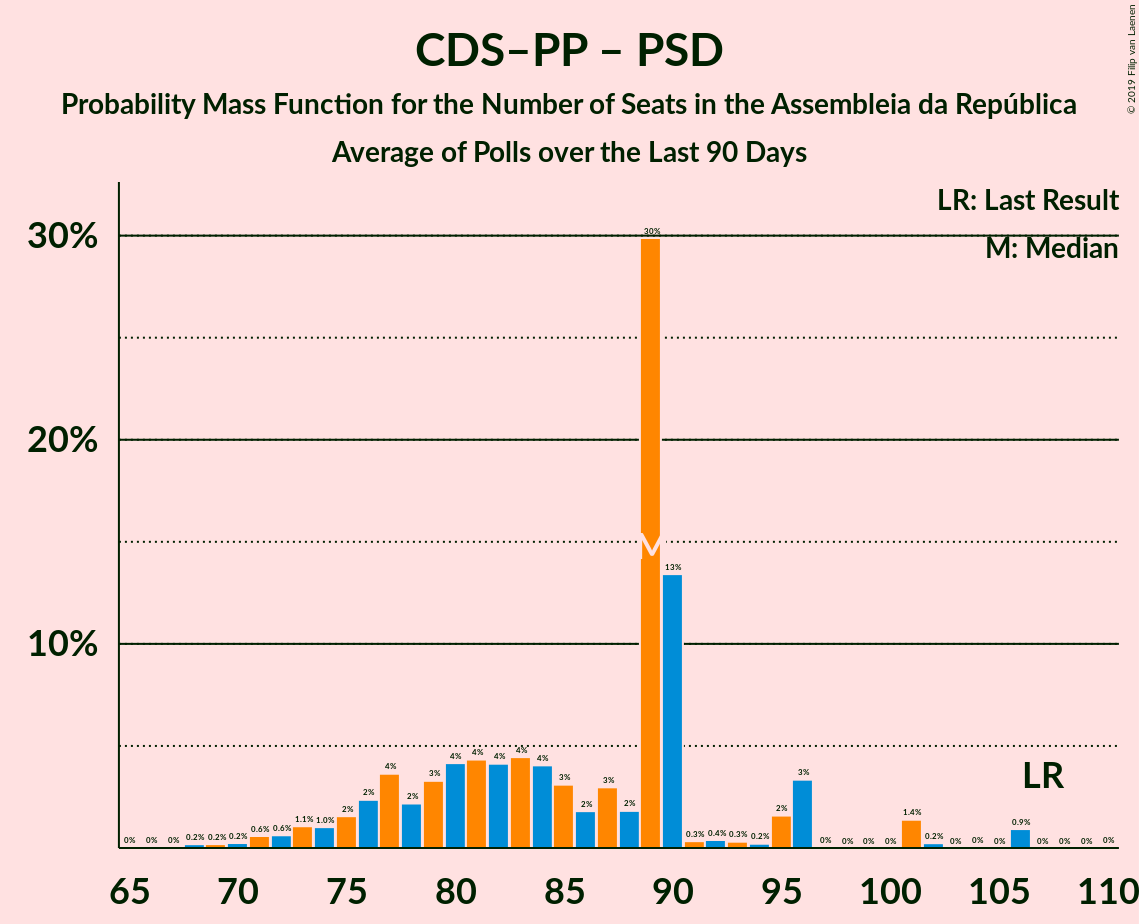 CDS–PP – PSD
Probability Mass Function for the Number of Seats in the Assembleia da República
Average of Polls over the Last 90 Days
© 2019 Filip van Laenen
LR: Last Result
M: Median
30%
20%
10%
0% 0% 0% 0.2% 0.2% 0.2% 0.6% 0.6% 1.1% 1.0% 2% 2% 4% 2% 3% 4% 4% 4% 4% 4% 3% 2% 3% 2% 30% 13% 0.3% 0.4% 0.3% 0.2% 2% 3% 0% 0% 0% 0% 1.4% 0.2% 0% 0% 0% 0.9% 0% 0% 0% 0%
M
LR
65 70 75 80 85 90 95 100 105 110